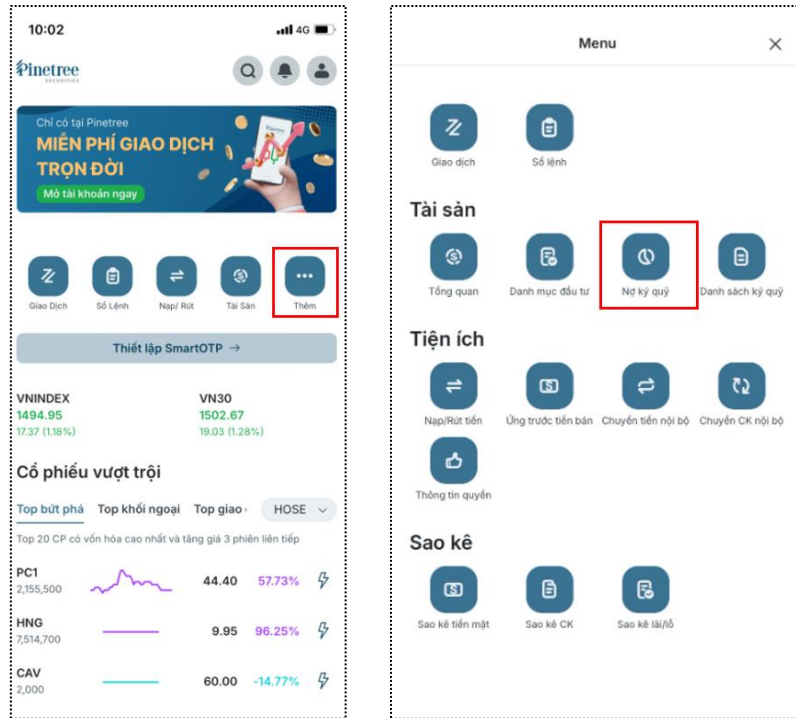 10:02
4G
Pinetree
SECURITIES
Chỉ có tại Pinetree
MIỄN PHÍ GIAO DỊCH
TRỌN ĐỜI
Mở tài khoản ngay
Giao Dịch Sổ Lệnh Nạp/ Rút Tài Sản Thêm
Thiết lập SmartOTP →
VNINDEX VN30
1494.95 1502.67
17.37 (1.18%) 19.03 (1.28%)
Cổ phiếu vượt trội
Top bứt phá Top khối ngoại Top giao HOSE
Top 20 CP có vốn hóa cao nhất và tăng giá 3 phiên liên tiếp
PC1 44.40 57.73%
2,155,500
HNG 9.95 96.25%
7,514,700
CAV 60.00 -14.77%
2,000
Menu
Giao dịch Sổ lệnh
Tài sản
Tổng quan Danh mục đầu tư Nợ ký quỹ Danh sách ký quỹ
Tiện ích
Nạp/Rút tiền Ứng trước tiền bán Chuyển tiền nội bộ Chuyển CK nội bộ
Thông tin quyền
Sao kê
Sao kê tiền mặt Sao kê CK Sao kê lãi/lỗ